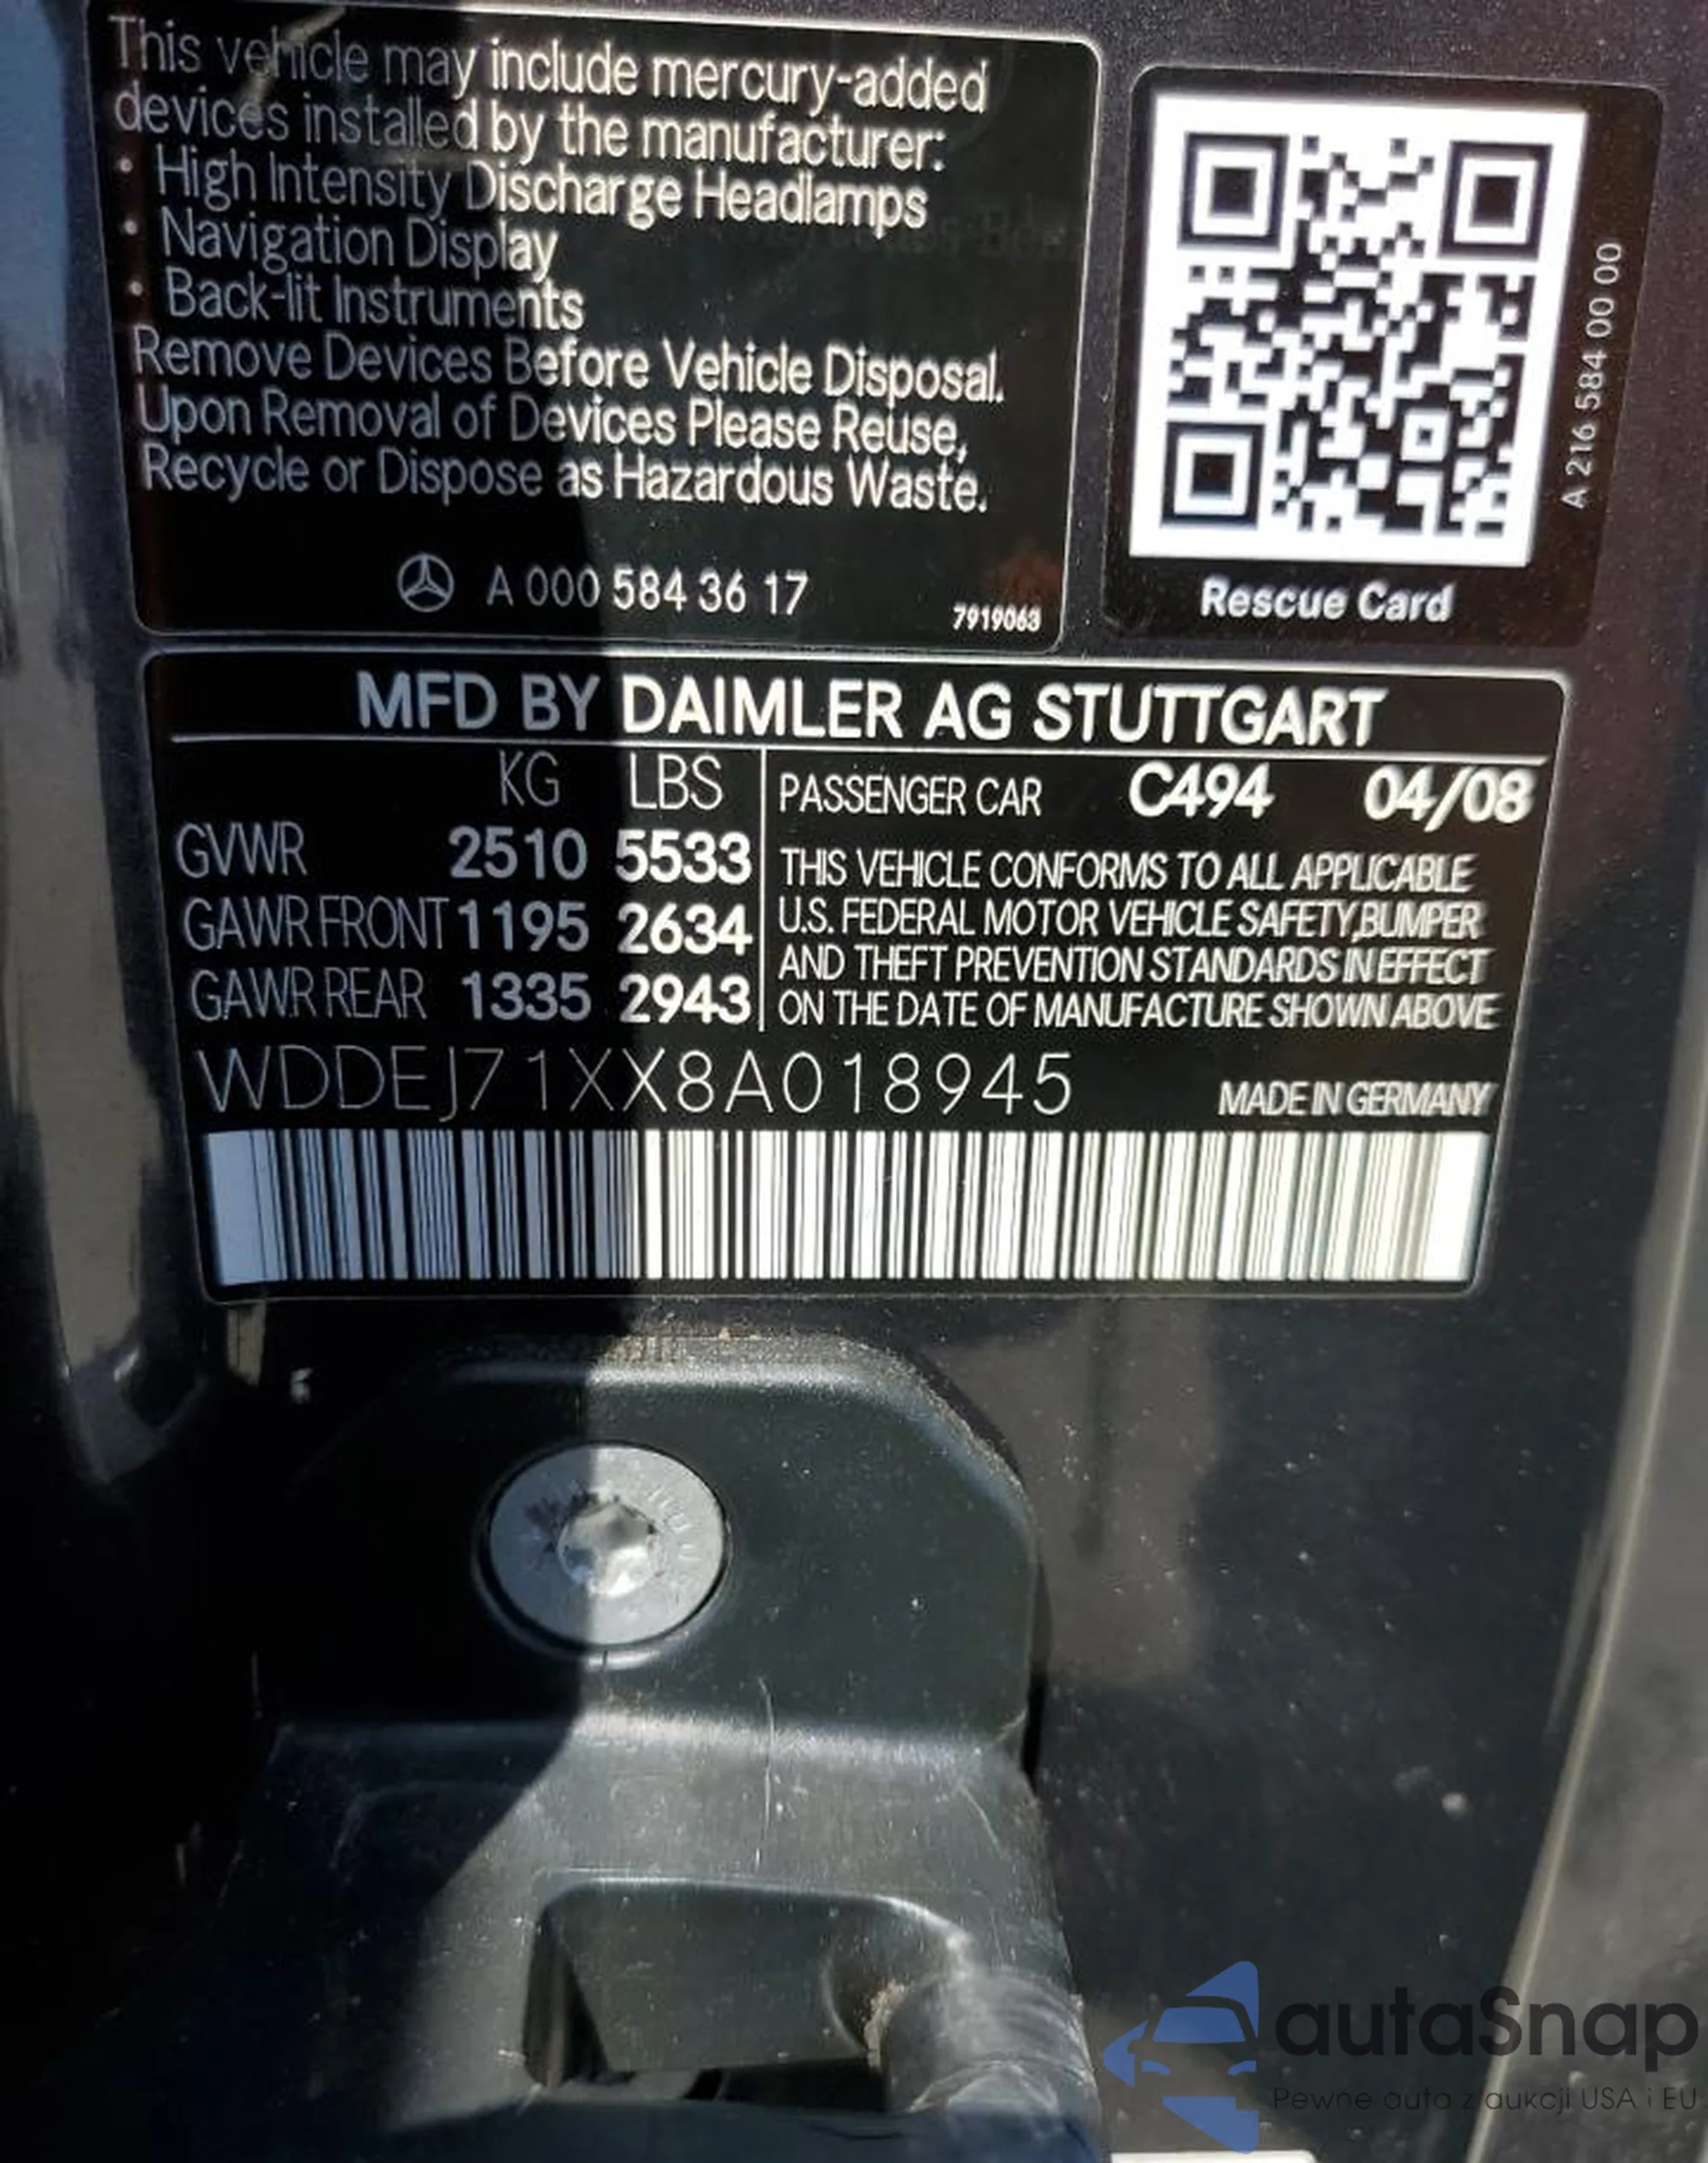 This vehicle may include mercury-added
devices installed by the manufacturer:
• High Intensity Discharge Headlamps
• Navigation Display
• Back-lit Instruments
Remove Devices Before Vehicle Disposal.
Upon Removal of Devices Please Reuse,
Recycle or Dispose as Hazardous Waste.
A 000 584 36 17
7919063
Rescue Card
A 216 584 00 00
MFD BY DAIMLER AG STUTTGART
KG LBS
GVWR 2510 5533
GAWR FRONT 1195 2634
GAWR REAR 1335 2943
PASSENGER CAR C494 04/08
THIS VEHICLE CONFORMS TO ALL APPLICABLE
U.S. FEDERAL MOTOR VEHICLE SAFETY,BUMPER
AND THEFT PREVENTION STANDARDS IN EFFECT
ON THE DATE OF MANUFACTURE SHOWN ABOVE
WDDEJ71XX8A018945
MADE IN GERMANY
autaSnap
Pewne auta z aukcji USA i EU